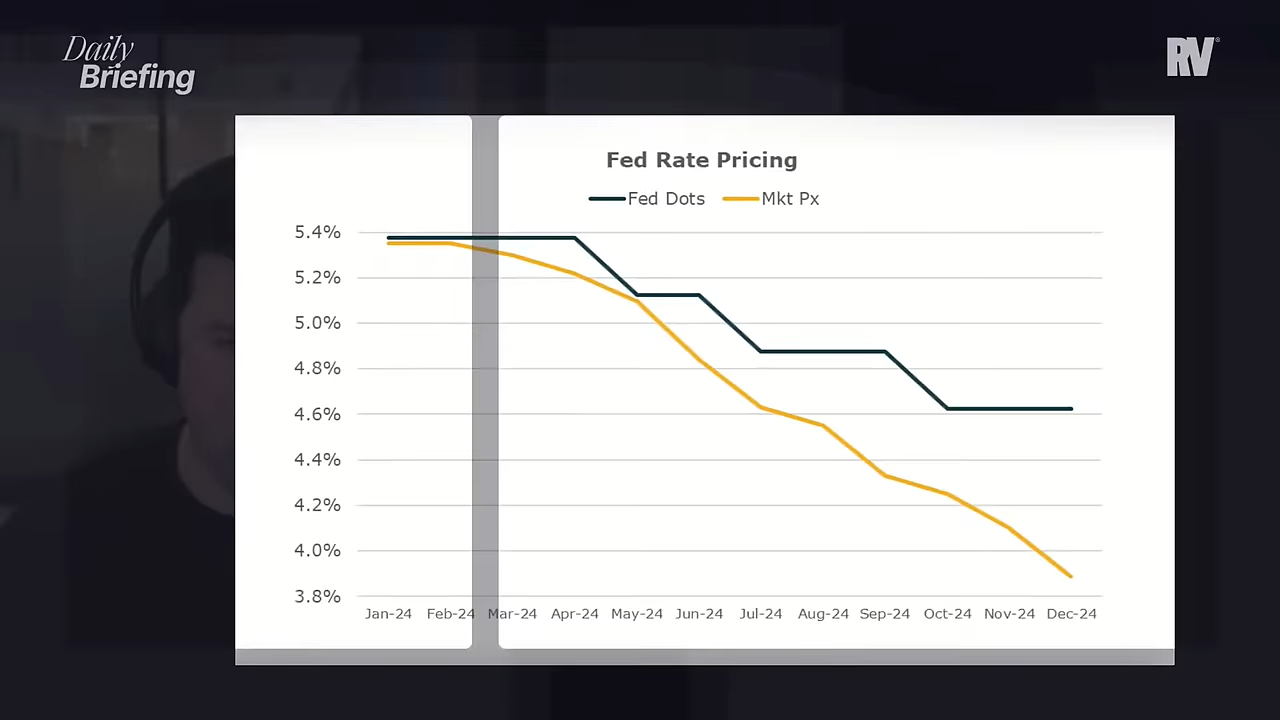 Daily
Briefing
RV®
Fed Rate Pricing
Fed Dots Mkt Px
5.4%
5.2%
5.0%
4.8%
4.6%
4.4%
4.2%
4.0%
3.8%
Jan-24 Feb-24 Mar-24 Apr-24 May-24 Jun-24 Jul-24 Aug-24 Sep-24 Oct-24 Nov-24 Dec-24